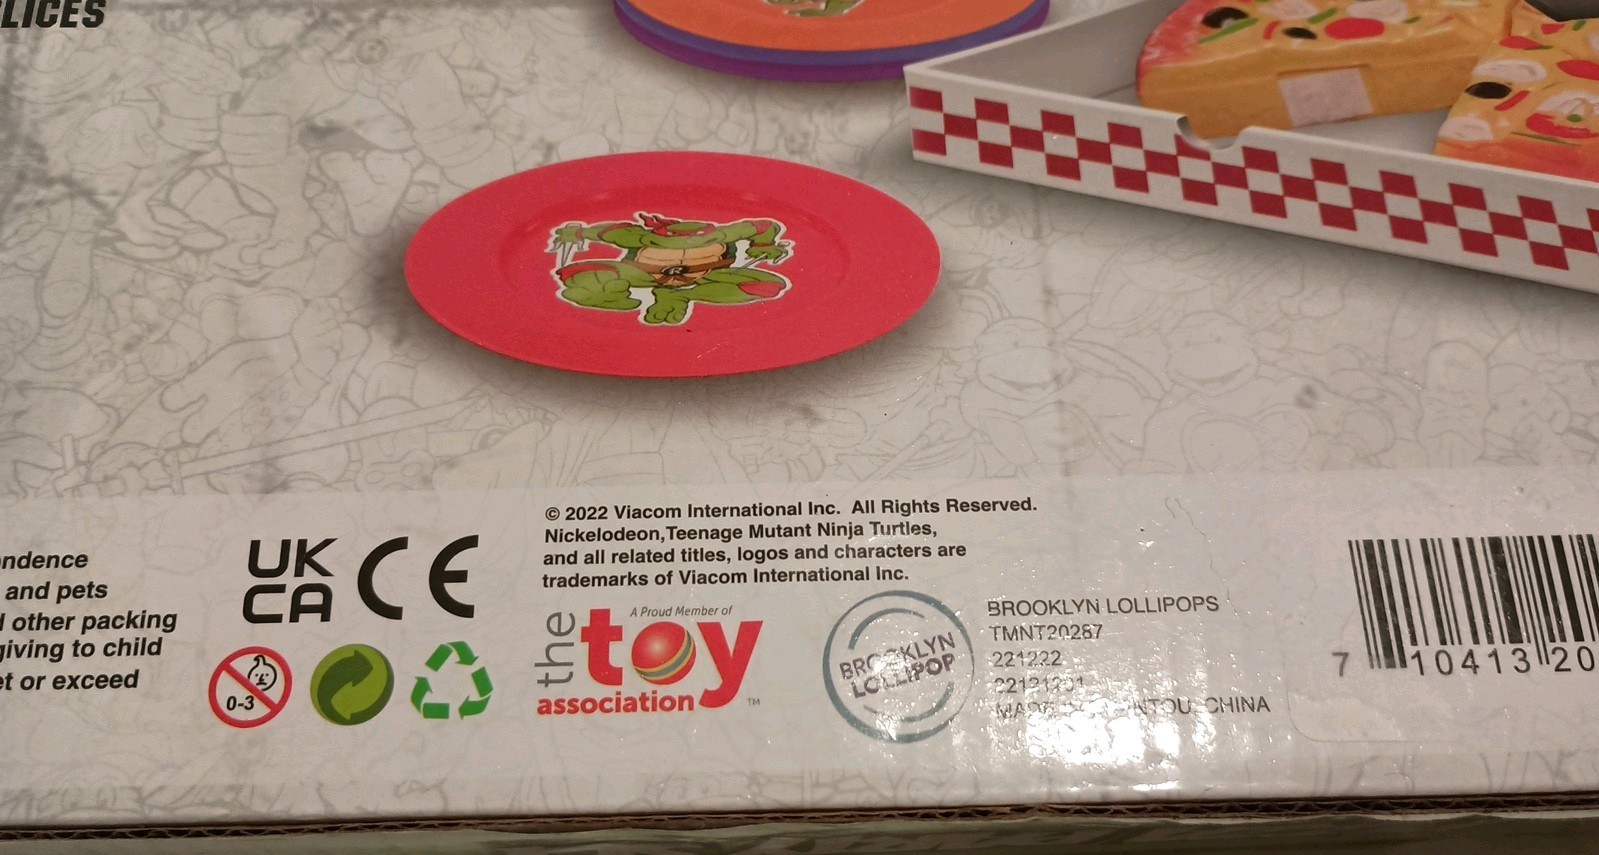 LICES
ndence
and pets
other packing
giving to child
et or exceed
UK
CA
CE
0-3
© 2022 Viacom International Inc. All Rights Reserved.
Nickelodeon,Teenage Mutant Ninja Turtles,
and all related titles, logos and characters are
trademarks of Viacom International Inc.
A Proud Member of
the toy
association TM
BROOKLYN
LOLLIPOP
BROOKLYN LOLLIPOPS
TMNT20287
221222
22121201
CHINA
7 10413 20
R